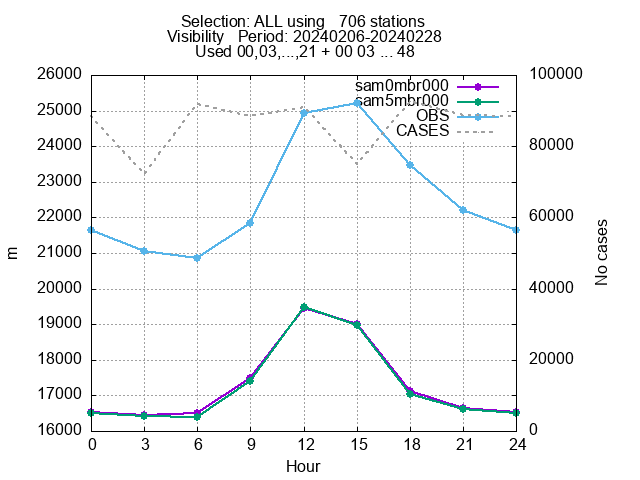 Selection: ALL using   706 stations
Visibility   Period: 20240206-20240228
Used 00,03,...,21 + 00 03 ... 48
26000
25000
24000
23000
22000
21000
20000
19000
18000
17000
16000
m
100000
80000
60000
40000
20000
0
No cases
sam0mbr000
sam5mbr000
OBS
CASES
0 3 6 9 12 15 18 21 24
Hour